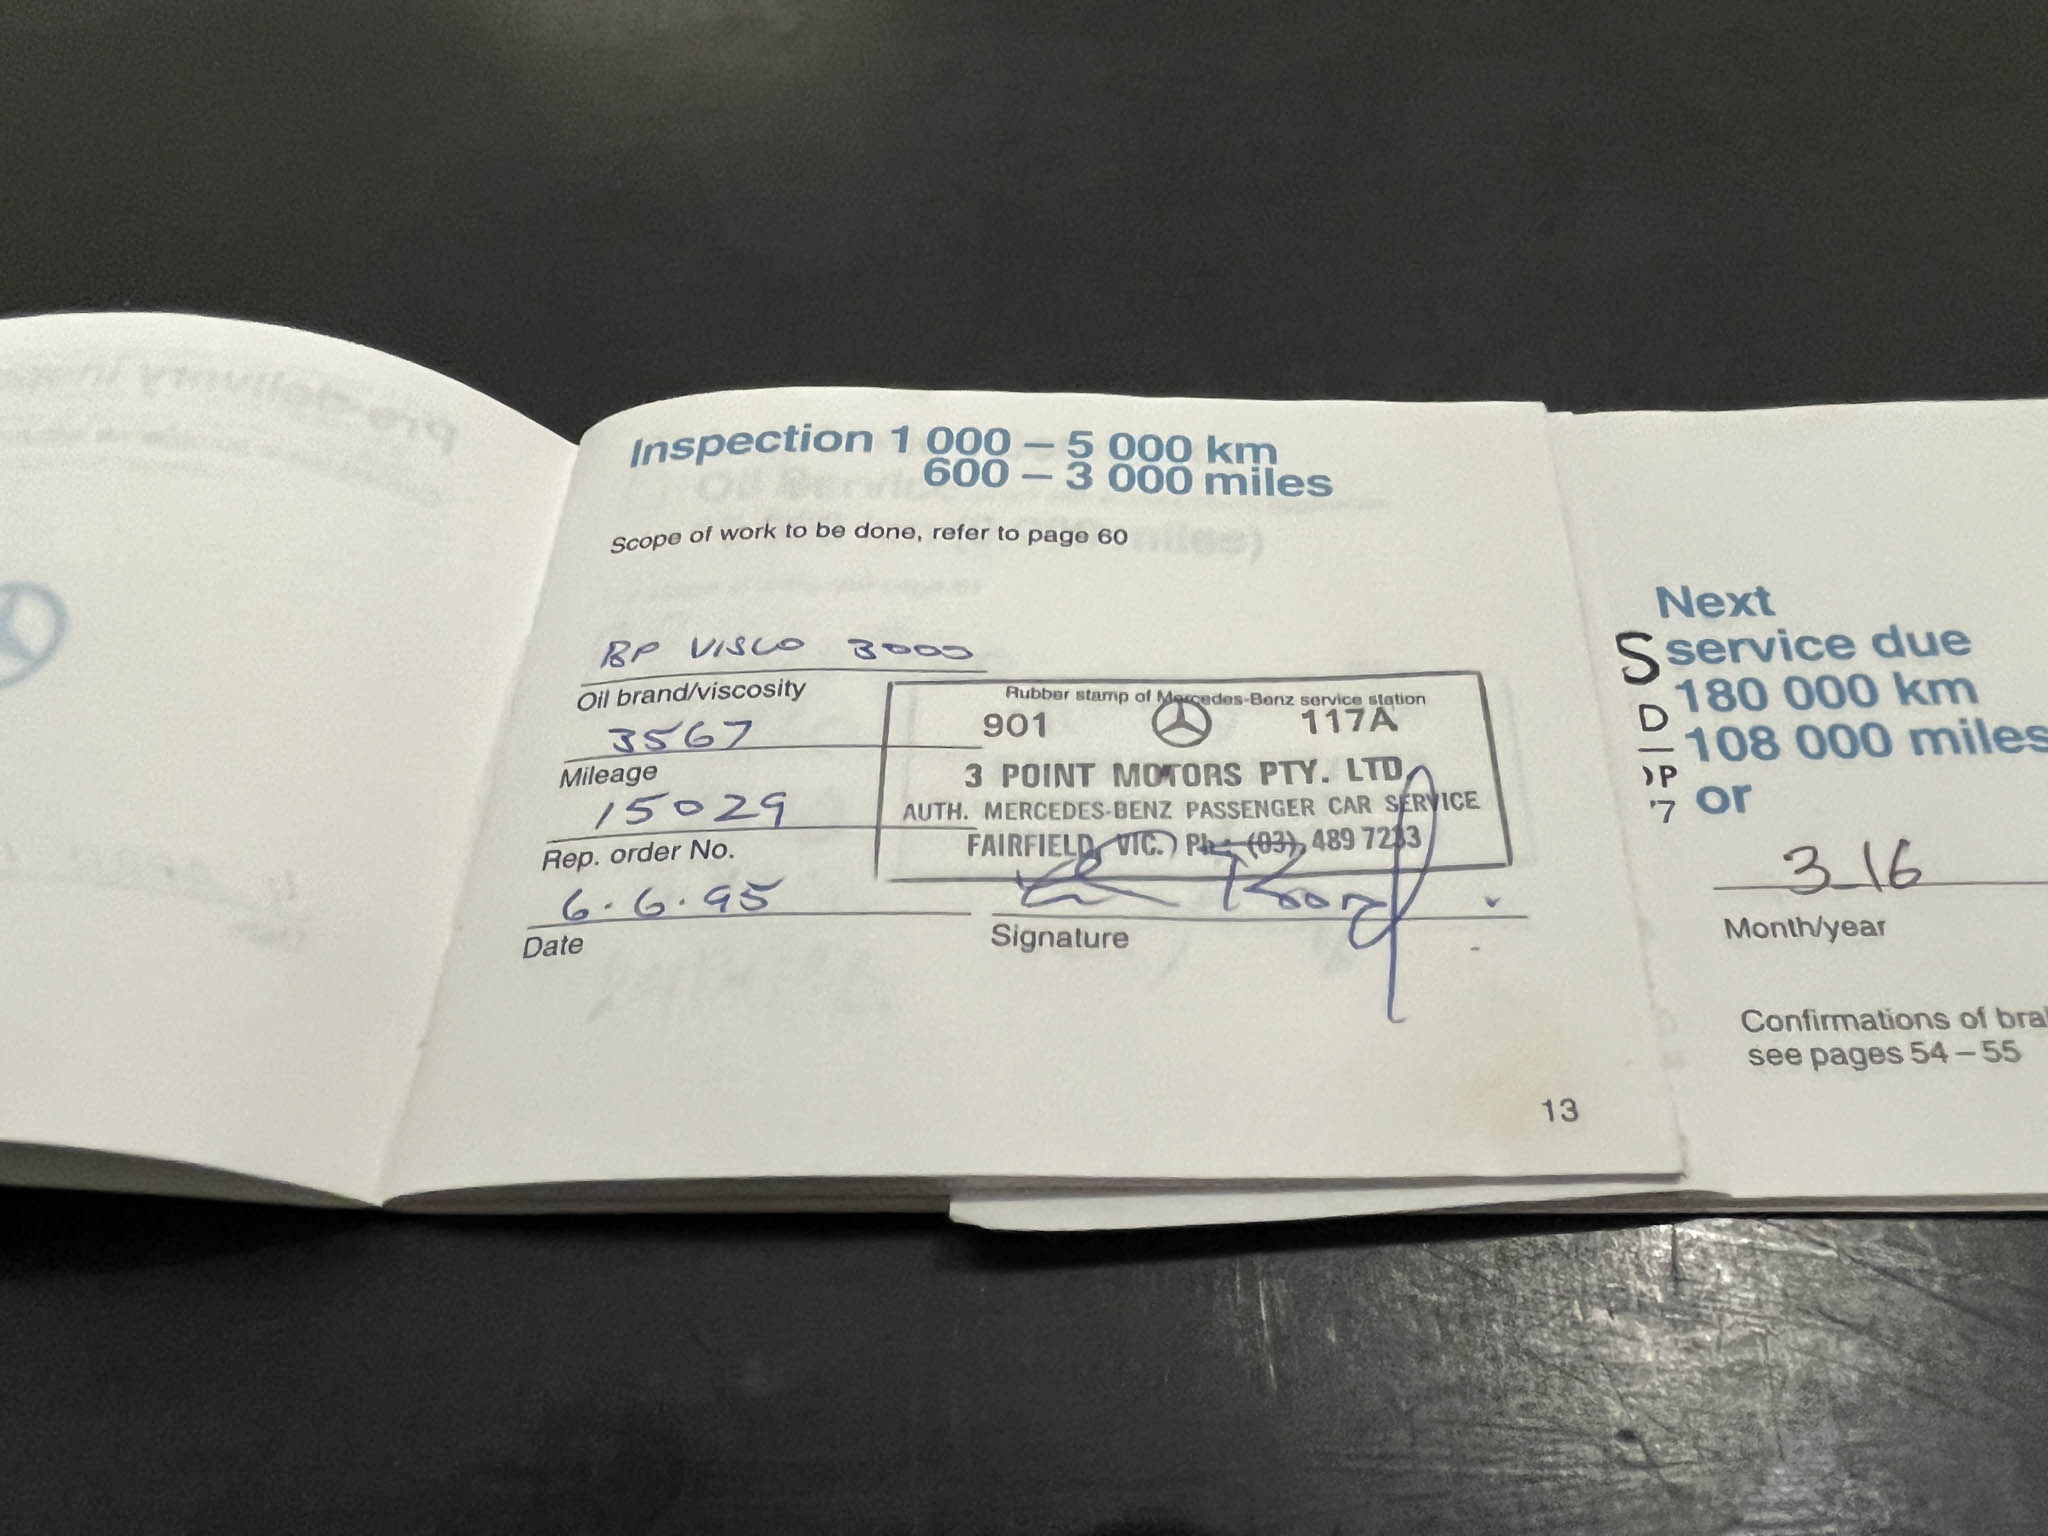 Inspection 1 000 – 5 000 km
600 – 3 000 miles
Scope of work to be done, refer to page 60
BP VISCO 3000
Oil brand/viscosity
3567
Mileage
15029
Rep. order No.
6.6.95
Date
Rubber stamp of Mercedes-Benz service station
901 117A
3 POINT MOTORS PTY. LTD.
AUTH. MERCEDES-BENZ PASSENGER CAR SERVICE
FAIRFIELD, VIC. Ph: (03) 489 7233
Signature
13
Next
service due
180 000 km
108 000 miles
or
3_16
Month/year
Confirmations of
see pages 54 – 55